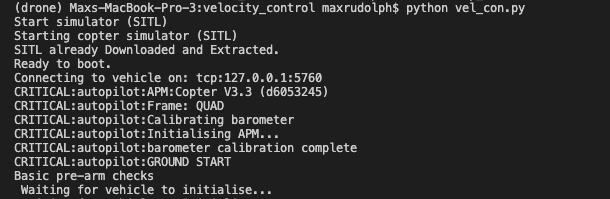 (drone) Maxs-MacBook-Pro-3:velocity_control maxrudolph$ python vel_con.py
Start simulator (SITL)
Starting copter simulator (SITL)
SITL already Downloaded and Extracted.
Ready to boot.
Connecting to vehicle on: tcp:127.0.0.1:5760
CRITICAL:autopilot:APM:Copter V3.3 (d6053245)
CRITICAL:autopilot:Frame: QUAD
CRITICAL:autopilot:Calibrating barometer
CRITICAL:autopilot:Initialising APM...
CRITICAL:autopilot:barometer calibration complete
CRITICAL:autopilot:GROUND START
Basic pre-arm checks
 Waiting for vehicle to initialise...